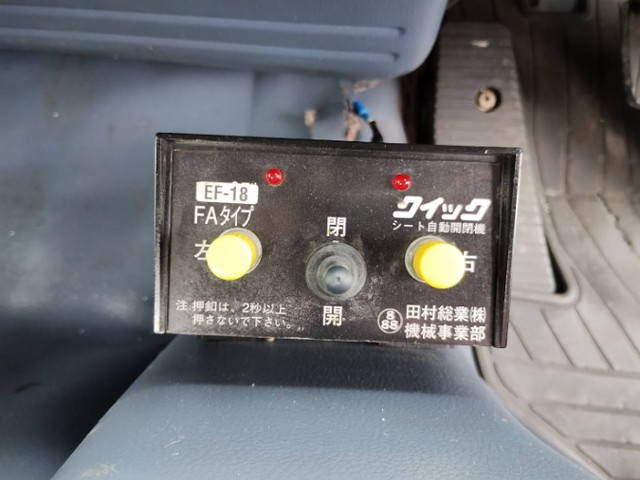 EF-18
FAタイプ
クイック
シート自動開閉機
左
閉
右
開
注 押釦は、2秒以上
押さないで下さい。
8/88 田村総業㈱
機械事業部